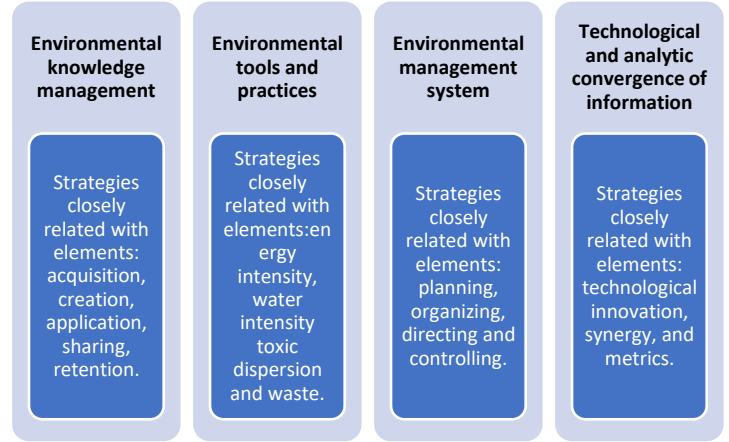 Environmental
knowledge
management
Strategies
closely
related with
elements:
acquisition,
creation,
application,
sharing,
retention.
Environmental
tools and
practices
Strategies
closely
related with
elements:en
ergy
intensity,
water
intensity
toxic
dispersion
and waste.
Environmental
management
system
Strategies
closely
related with
elements:
planning,
organizing,
directing and
controlling.
Technological
and analytic
convergence of
information
Strategies
closely
related with
elements:
technological
innovation,
synergy, and
metrics.